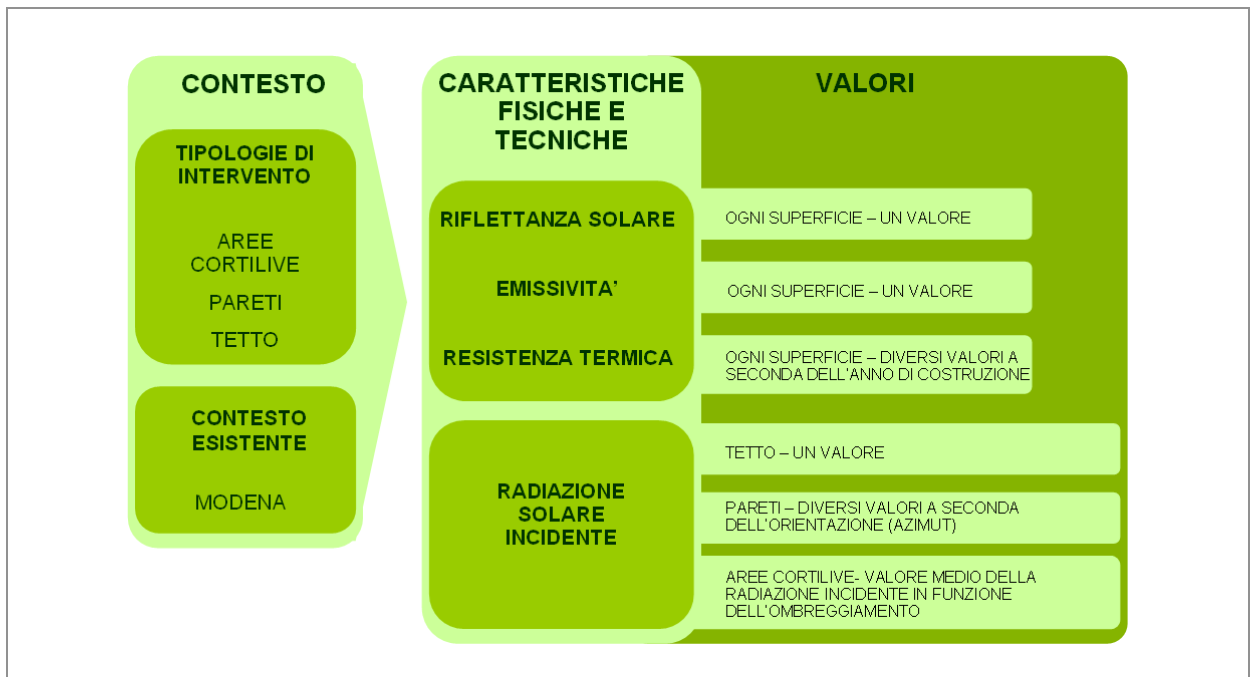 CONTESTO
TIPOLOGIE DI
INTERVENTO
AREE
CORTILIVE
PARETI
TETTO
CONTESTO
ESISTENTE
MODENA
CARATTERISTICHE
FISICHE E
TECNICHE
VALORI
RIFLETTANZA SOLARE
OGNI SUPERFICIE – UN VALORE
EMISSIVITA’
OGNI SUPERFICIE – UN VALORE
RESISTENZA TERMICA
OGNI SUPERFICIE – DIVERSI VALORI A
SECONDA DELL'ANNO DI COSTRUZIONE
RADIAZIONE
SOLARE
INCIDENTE
TETTO – UN VALORE
PARETI – DIVERSI VALORI A SECONDA
DELL'ORIENTAZIONE (AZIMUT)
AREE CORTILIVE- VALORE MEDIO DELLA
RADIAZIONE INCIDENTE IN FUNZIONE
DELL'OMBREGGIAMENTO